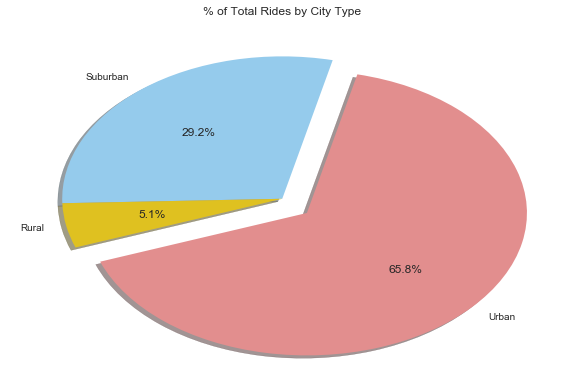 % of Total Rides by City Type
Suburban
29.2%
5.1%
Rural
65.8%
Urban